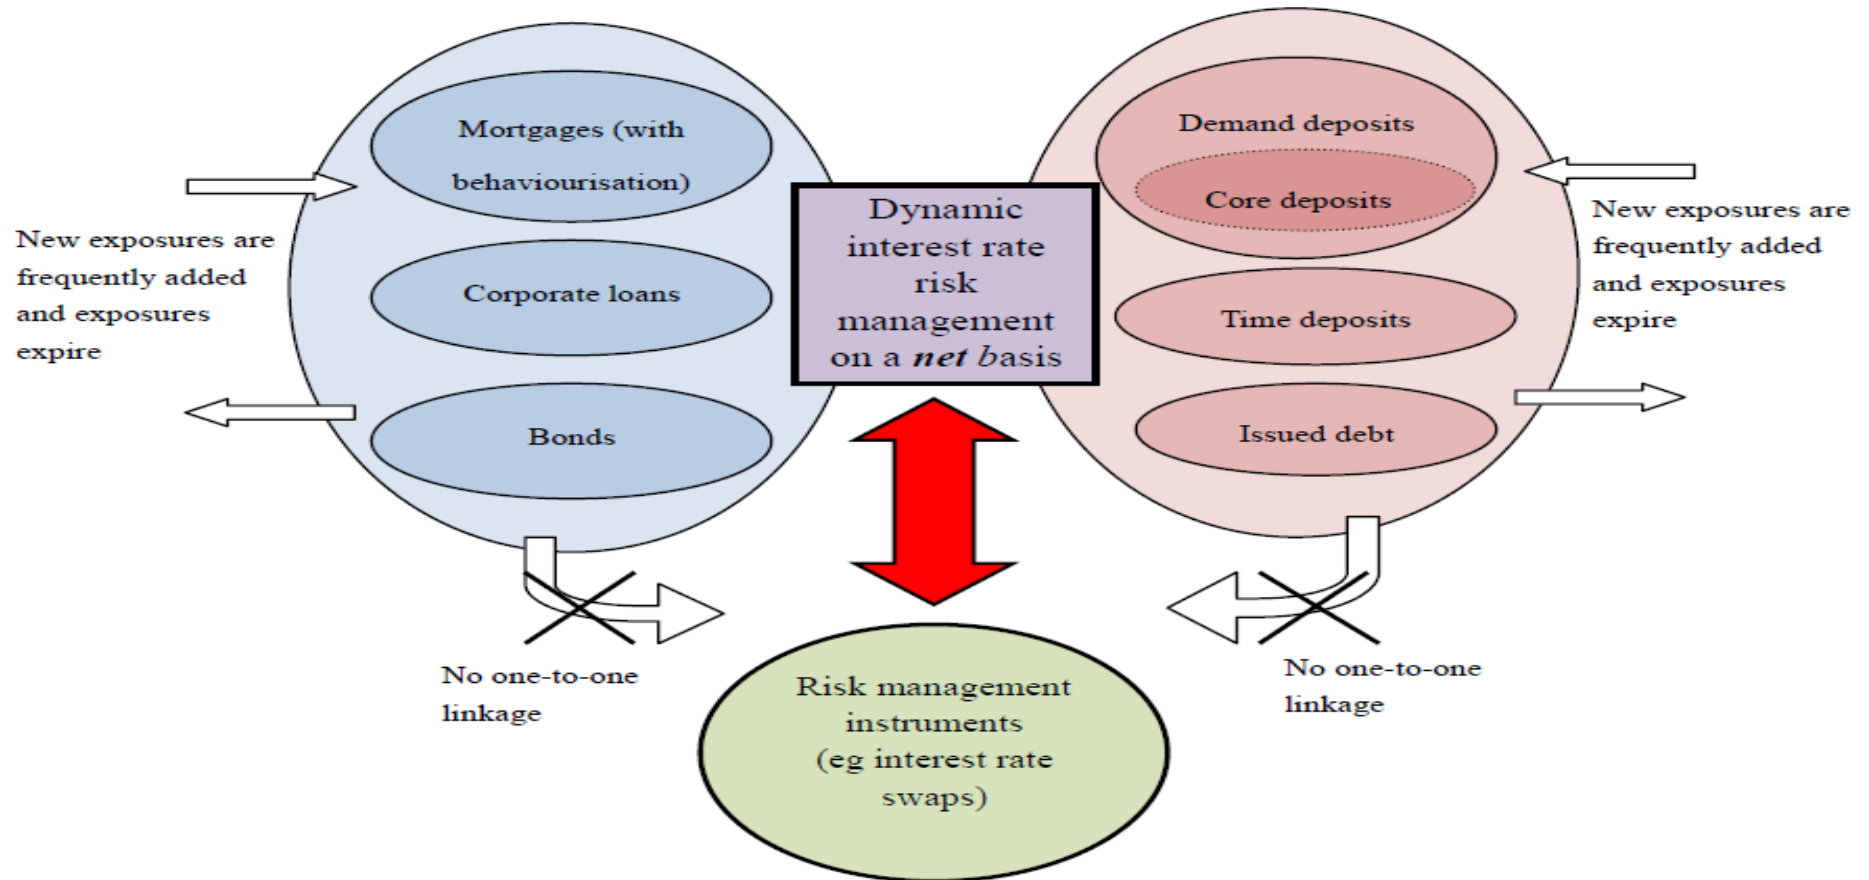 New exposures are
frequently added
and exposures
expire
Mortgages (with
behaviourisation)
Corporate loans
Bonds
Dynamic
interest rate
risk
management
on a net basis
Demand deposits
Core deposits
Time deposits
Issued debt
New exposures are
frequently added
and exposures
expire
No one-to-one
linkage
Risk management
instruments
(eg interest rate
swaps)
No one-to-one
linkage